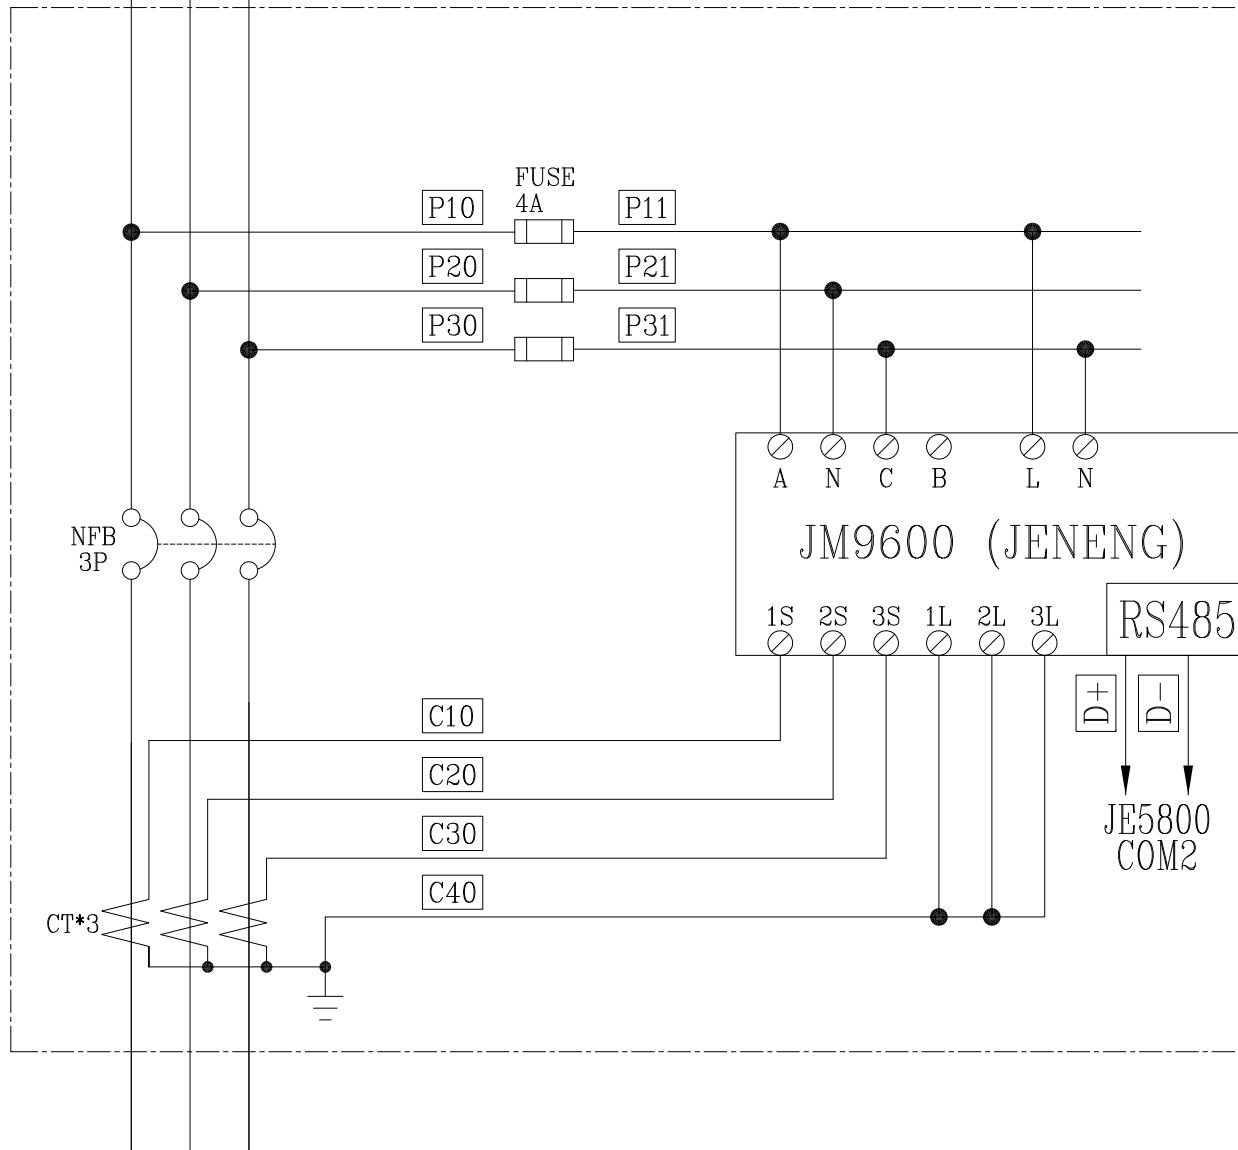 FUSE
4A
P10
P11
P20
P21
P30
P31
A N C B L N
NFB
3P
JM9600 (JENENG)
1S 2S 3S 1L 2L 3L
RS485
D+
D-
C10
C20
C30
C40
JE5800
COM2
CT*3